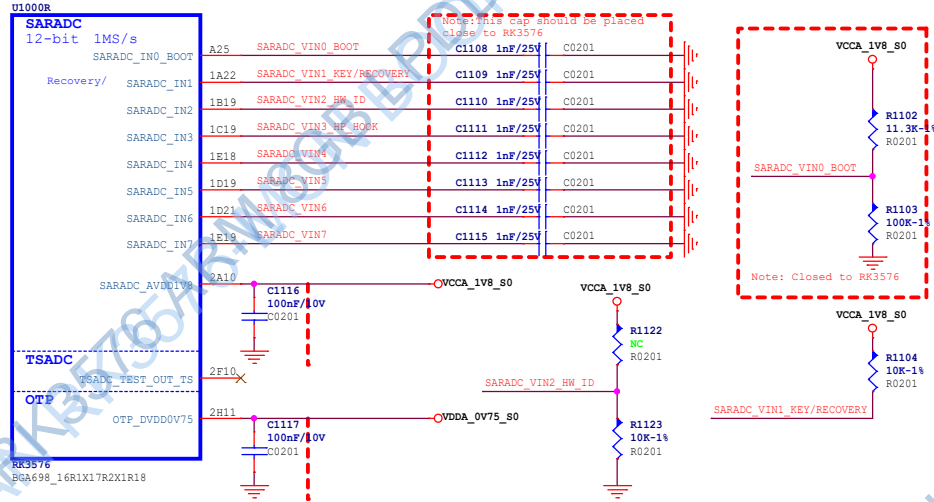 U1000R
SARADC
12-bit 1MS/s
Recovery/
SARADC_IN0_BOOT A25 SARADC_VIN0_BOOT
SARADC_IN1 1A22 SARADC_VIN1_KEY/RECOVERY
SARADC_IN2 1B19 SARADC_VIN2_HW_ID
SARADC_IN3 1C19 SARADC_VIN3_HP_HOOK
SARADC_IN4 1E18 SARADC_VIN4
SARADC_IN5 1D19 SARADC_VIN5
SARADC_IN6 1D21 SARADC_VIN6
SARADC_IN7 1E19 SARADC_VIN7
SARADC_AVDD1V8 2A10
TSADC
TSADC_TEST_OUT_TS 2F10
OTP
OTP_DVDD0V75 2H11
RK3576
BGA698_16R1X17R2X1R18
Note:This cap should be placed
close to RK3576
C1108 1nF/25V C0201
C1109 1nF/25V C0201
C1110 1nF/25V C0201
C1111 1nF/25V C0201
C1112 1nF/25V C0201
C1113 1nF/25V C0201
C1114 1nF/25V C0201
C1115 1nF/25V C0201
C1116
100nF/10V
C0201
VCCA_1V8_S0
C1117
100nF/10V
C0201
VDDA_0V75_S0
VCCA_1V8_S0
R1122
NC
R0201
SARADC_VIN2_HW_ID
R1123
10K-1%
R0201
VCCA_1V8_S0
R1102
11.3K-1%
R0201
SARADC_VIN0_BOOT
R1103
100K-1%
R0201
Note: Closed to RK3576
VCCA_1V8_S0
R1104
10K-1%
R0201
SARADC_VIN1_KEY/RECOVERY